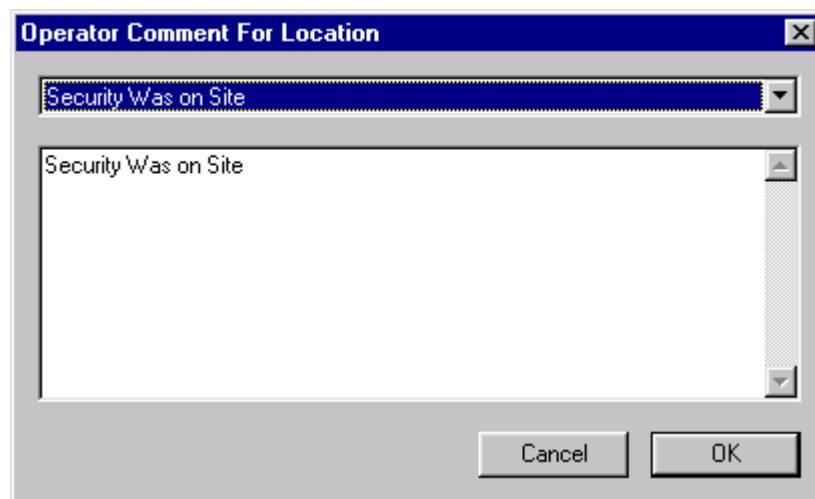 Operator Comment For Location
Security Was on Site
Security Was on Site
Cancel
OK